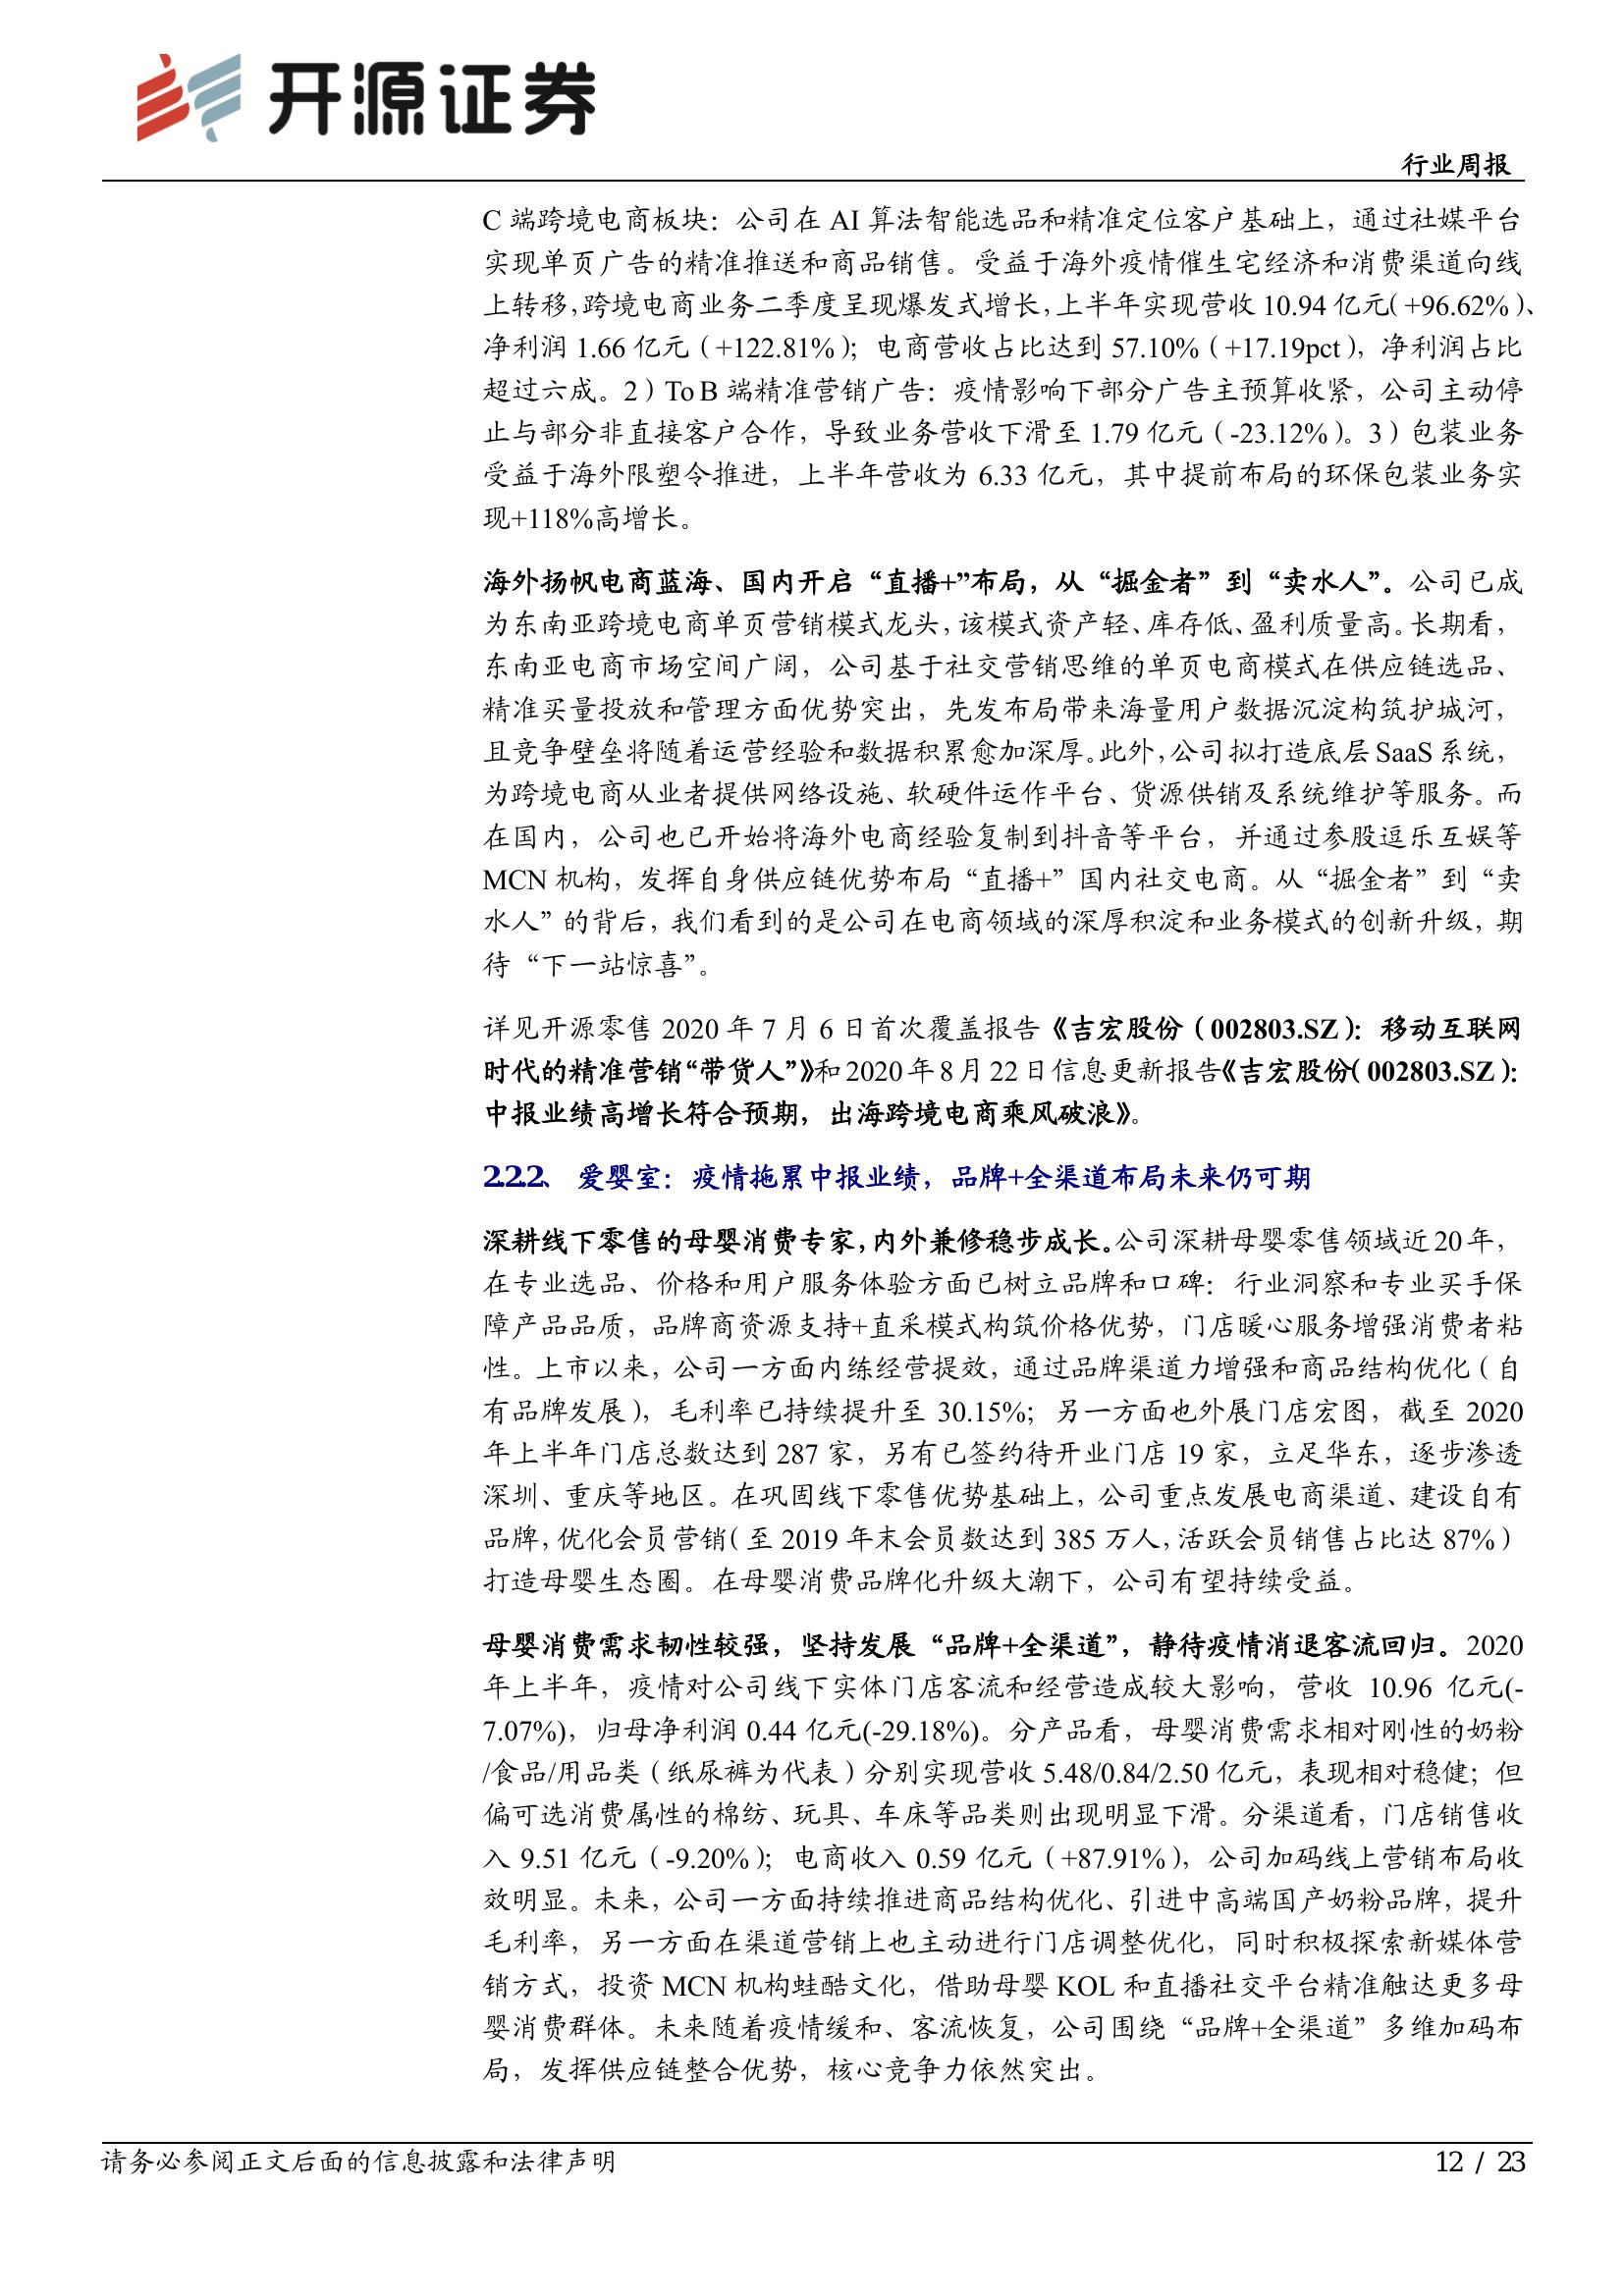 开源证券
行业周报
C 端跨境电商板块：公司在 AI 算法智能选品和精准定位客户基础上，通过社媒平台
实现单页广告的精准推送和商品销售。受益于海外疫情催生宅经济和消费渠道向线
上转移，跨境电商业务二季度呈现爆发式增长，上半年实现营收 10.94 亿元（+96.62%）、
净利润 1.66 亿元（+122.81%）；电商营收占比达到 57.10%（+17.19pct），净利润占比
超过六成。2）To B 端精准营销广告：疫情影响下部分广告主预算收紧，公司主动停
止与部分非直接客户合作，导致业务营收下滑至 1.79 亿元（-23.12%）。3）包装业务
受益于海外限塑令推进，上半年营收为 6.33 亿元，其中提前布局的环保包装业务实
现+118%高增长。
海外扬帆电商蓝海、国内开启“直播+”布局，从“掘金者”到“卖水人”。公司已成
为东南亚跨境电商单页营销模式龙头，该模式资产轻、库存低、盈利质量高。长期看，
东南亚电商市场空间广阔，公司基于社交营销思维的单页电商模式在供应链选品、
精准买量投放和管理方面优势突出，先发布局带来海量用户数据沉淀构筑护城河，
且竞争壁垒将随着运营经验和数据积累愈加深厚。此外，公司拟打造底层 SaaS 系统，
为跨境电商从业者提供网络设施、软硬件运作平台、货源供销及系统维护等服务。而
在国内，公司也已开始将海外电商经验复制到抖音等平台，并通过参股逗乐互娱等
MCN 机构，发挥自身供应链优势布局“直播+”国内社交电商。从“掘金者”到“卖
水人”的背后，我们看到的是公司在电商领域的深厚积淀和业务模式的创新升级，期
待“下一站惊喜”。
详见开源零售 2020 年 7 月 6 日首次覆盖报告《吉宏股份（002803.SZ）：移动互联网
时代的精准营销“带货人”》和 2020 年 8 月 22 日信息更新报告《吉宏股份（002803.SZ）：
中报业绩高增长符合预期，出海跨境电商乘风破浪》。
2.2.2、 爱婴室：疫情拖累中报业绩，品牌+全渠道布局未来仍可期
深耕线下零售的母婴消费专家，内外兼修稳步成长。公司深耕母婴零售领域近 20 年，
在专业选品、价格和用户服务体验方面已树立品牌和口碑：行业洞察和专业买手保
障产品品质，品牌商资源支持+直采模式构筑价格优势，门店暖心服务增强消费者粘
性。上市以来，公司一方面内练经营提效，通过品牌渠道力增强和商品结构优化（自
有品牌发展），毛利率已持续提升至 30.15%；另一方面也外展门店宏图，截至 2020
年上半年门店总数达到 287 家，另有已签约待开业门店 19 家，立足华东，逐步渗透
深圳、重庆等地区。在巩固线下零售优势基础上，公司重点发展电商渠道、建设自有
品牌，优化会员营销（至 2019 年末会员数达到 385 万人，活跃会员销售占比达 87%）
打造母婴生态圈。在母婴消费品牌化升级大潮下，公司有望持续受益。
母婴消费需求韧性较强，坚持发展“品牌+全渠道”，静待疫情消退客流回归。2020
年上半年，疫情对公司线下实体门店客流和经营造成较大影响，营收 10.96 亿元(-
7.07%)，归母净利润 0.44 亿元(-29.18%)。分产品看，母婴消费需求相对刚性的奶粉
/食品/用品类（纸尿裤为代表）分别实现营收 5.48/0.84/2.50 亿元，表现相对稳健；但
偏可选消费属性的棉纺、玩具、车床等品类则出现明显下滑。分渠道看，门店销售收
入 9.51 亿元（-9.20%）；电商收入 0.59 亿元（+87.91%），公司加码线上营销布局收
效明显。未来，公司一方面持续推进商品结构优化、引进中高端国产奶粉品牌，提升
毛利率，另一方面在渠道营销上也主动进行门店调整优化，同时积极探索新媒体营
销方式，投资 MCN 机构蛙酷文化，借助母婴 KOL 和直播社交平台精准触达更多母
婴消费群体。未来随着疫情缓和、客流恢复，公司围绕“品牌+全渠道”多维加码布
局，发挥供应链整合优势，核心竞争力依然突出。
请务必参阅正文后面的信息披露和法律声明
12 / 23